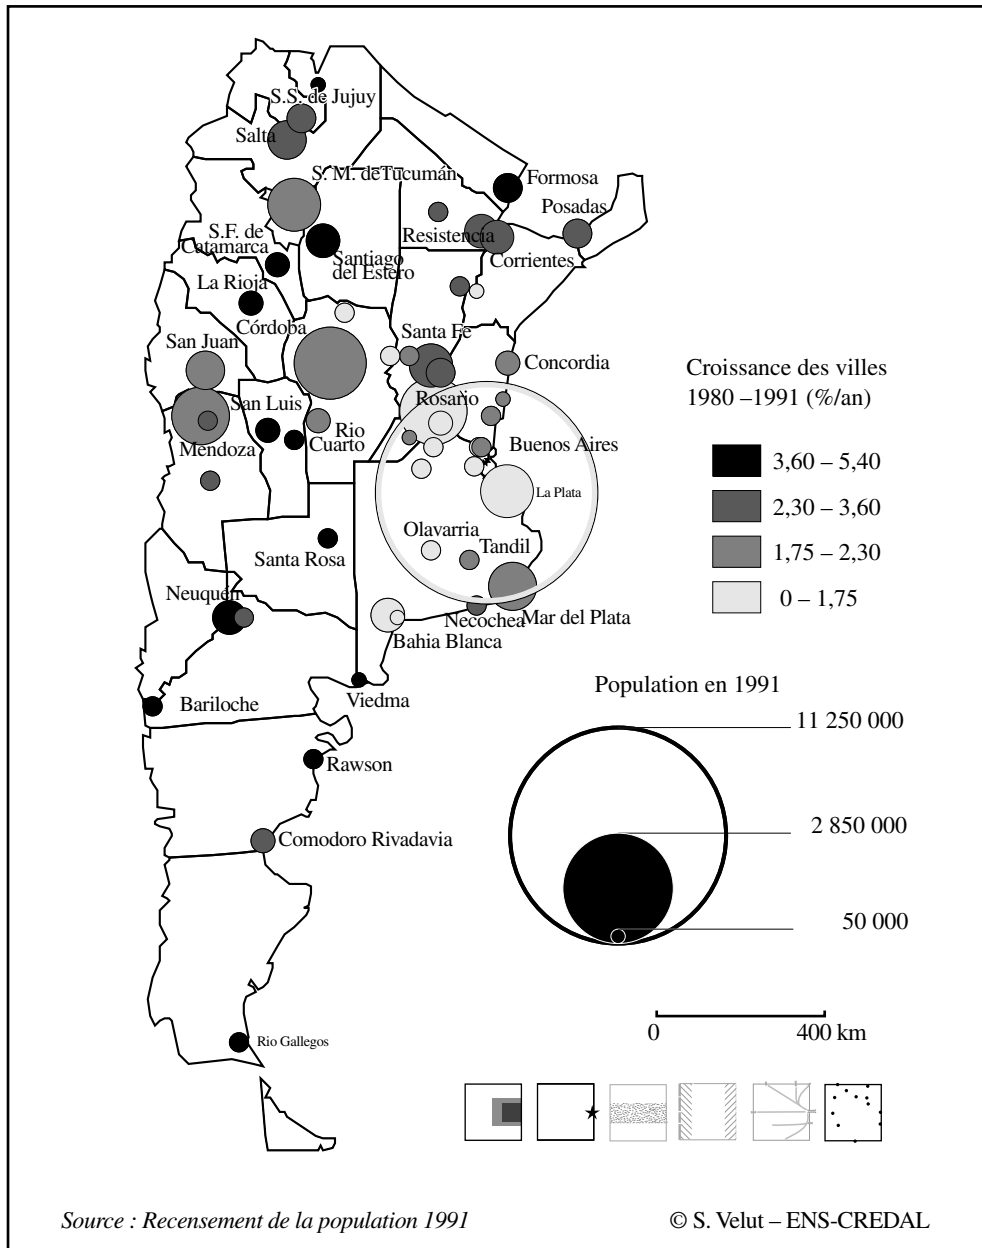 S.S. de Jujuy
Salta
S. M. deTucumán
Formosa
Posadas
S.F. de
Catamarca
Resistencia
Santiago
del Estero
Corrientes
La Rioja
Córdoba
Santa Fe
San Juan
Concordia
San Luis
Rosario
Rio
Cuarto
Mendoza
Buenos Aires
La Plata
Olavarria
Tandil
Santa Rosa
Neuquén
Necochea
Mar del Plata
Bahia Blanca
Bariloche
Viedma
Rawson
Comodoro Rivadavia
Rio Gallegos
Croissance des villes
1980 –1991 (%/an)
3,60 – 5,40
2,30 – 3,60
1,75 – 2,30
0 – 1,75
Population en 1991
11 250 000
2 850 000
50 000
0 400 km
Source : Recensement de la population 1991
© S. Velut – ENS-CREDAL